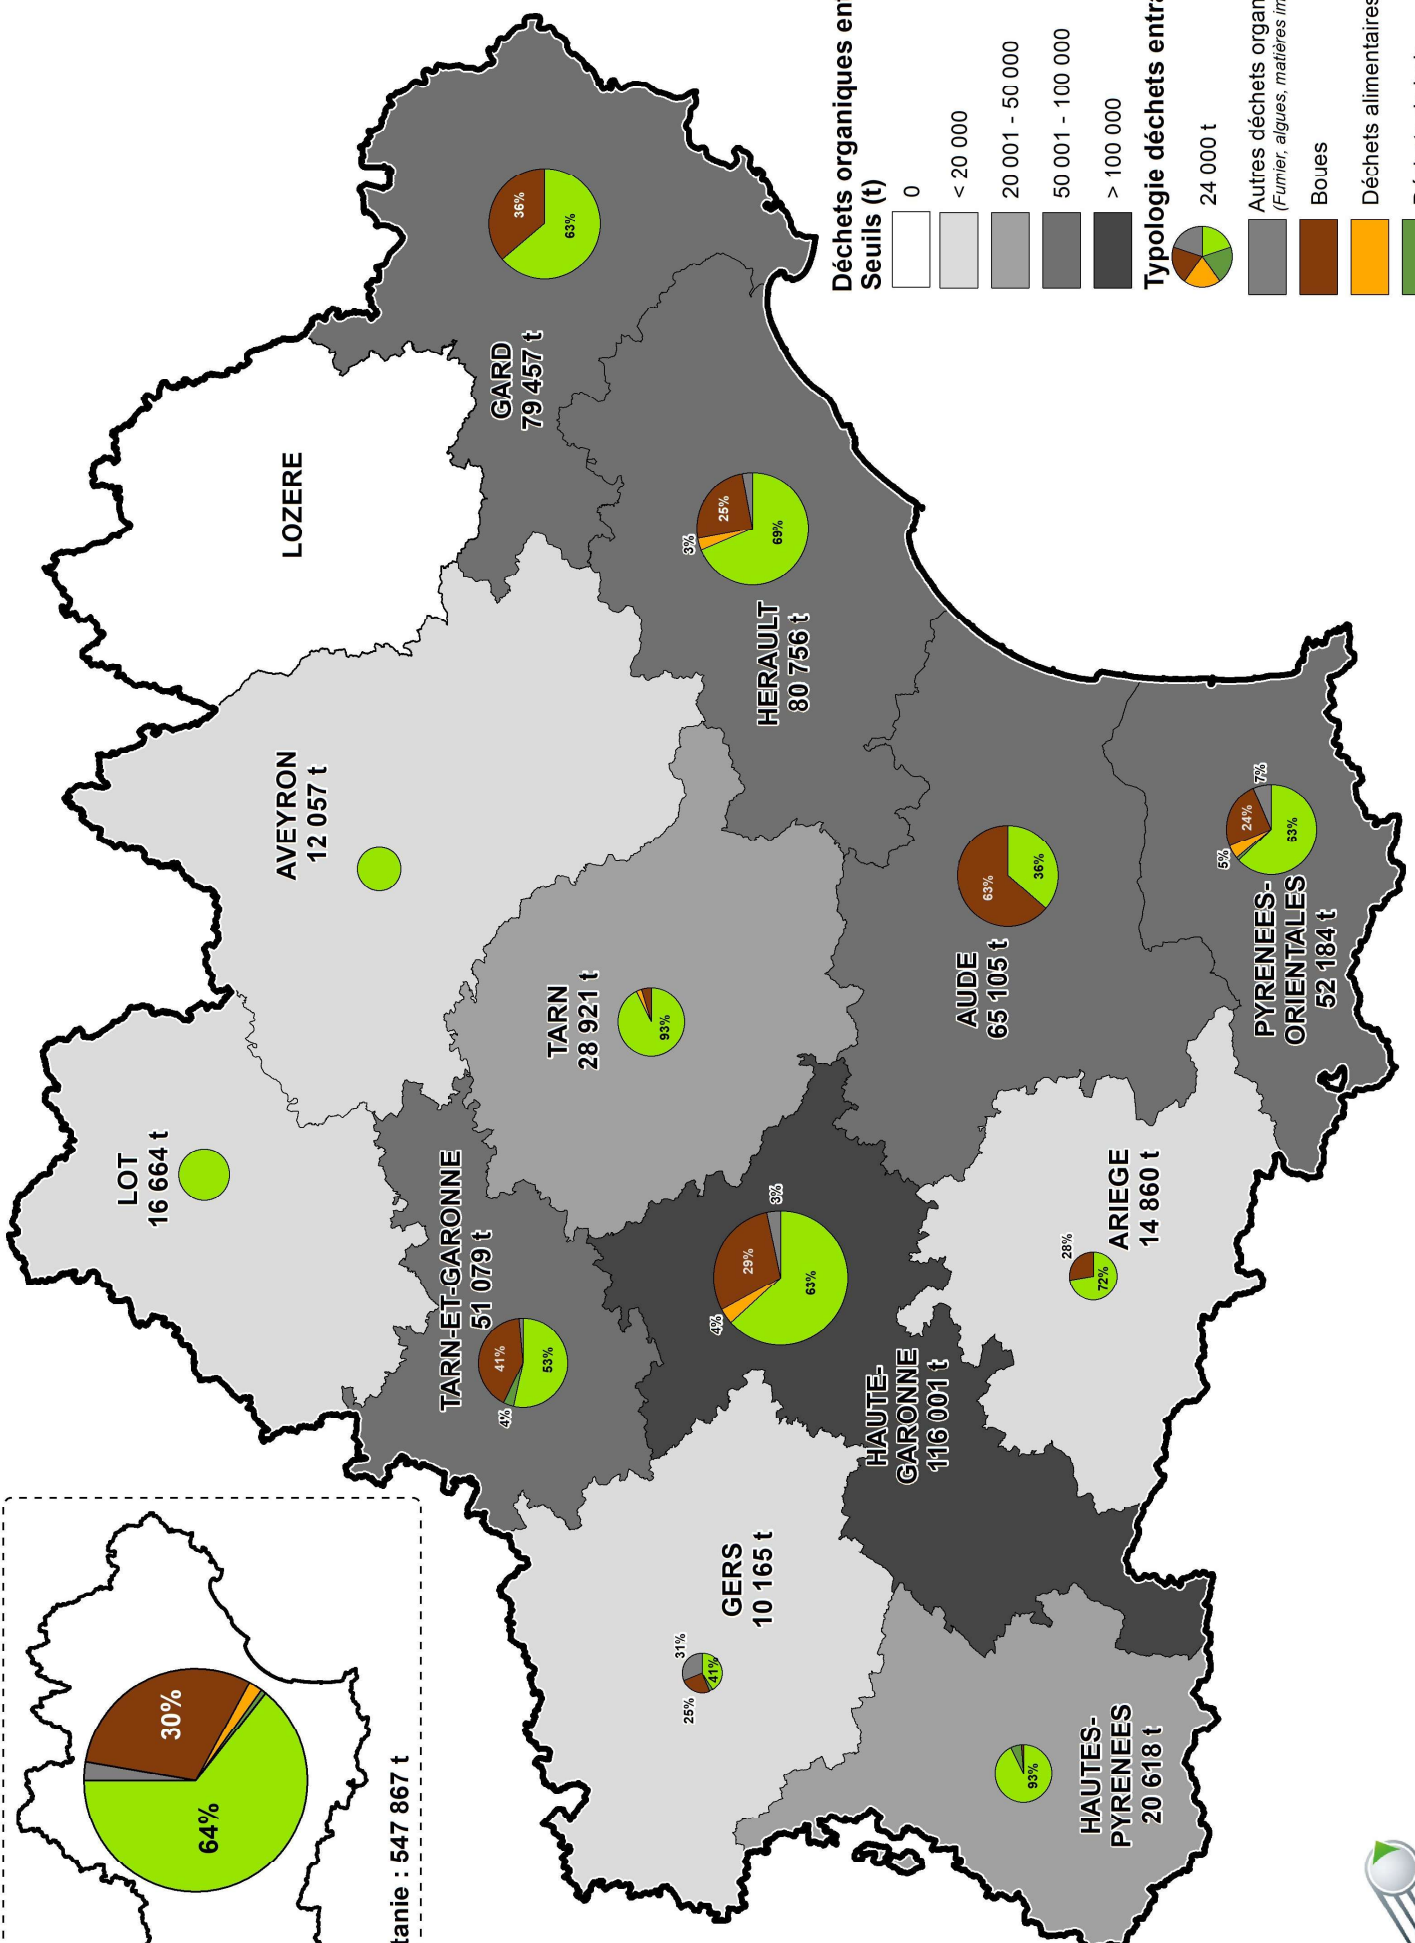 tanie : 547 867 t
64%
30%
LOT
16 664 t
AVEYRON
12 057 t
LOZERE
TARN-ET-GARONNE
51 079 t
4%
41%
53%
TARN
28 921 t
93%
GARD
79 457 t
36%
63%
GERS
10 165 t
25%
31%
41%
HAUTE-
GARONNE
116 001 t
4%
29%
3%
63%
HERAULT
80 756 t
3%
25%
69%
HAUTES-
PYRENEES
20 618 t
93%
ARIEGE
14 860 t
28%
72%
AUDE
65 105 t
63%
36%
PYRENEES-
ORIENTALES
52 184 t
5%
24%
7%
63%
Déchets organiques
Seuils (t)
0
< 20 000
20 001 - 50 000
50 001 - 100 000
> 100 000
Typologie déchets
24 000 t
Autres déchets
(Fumier, algues, matières
Boues
Déchets alimentaires